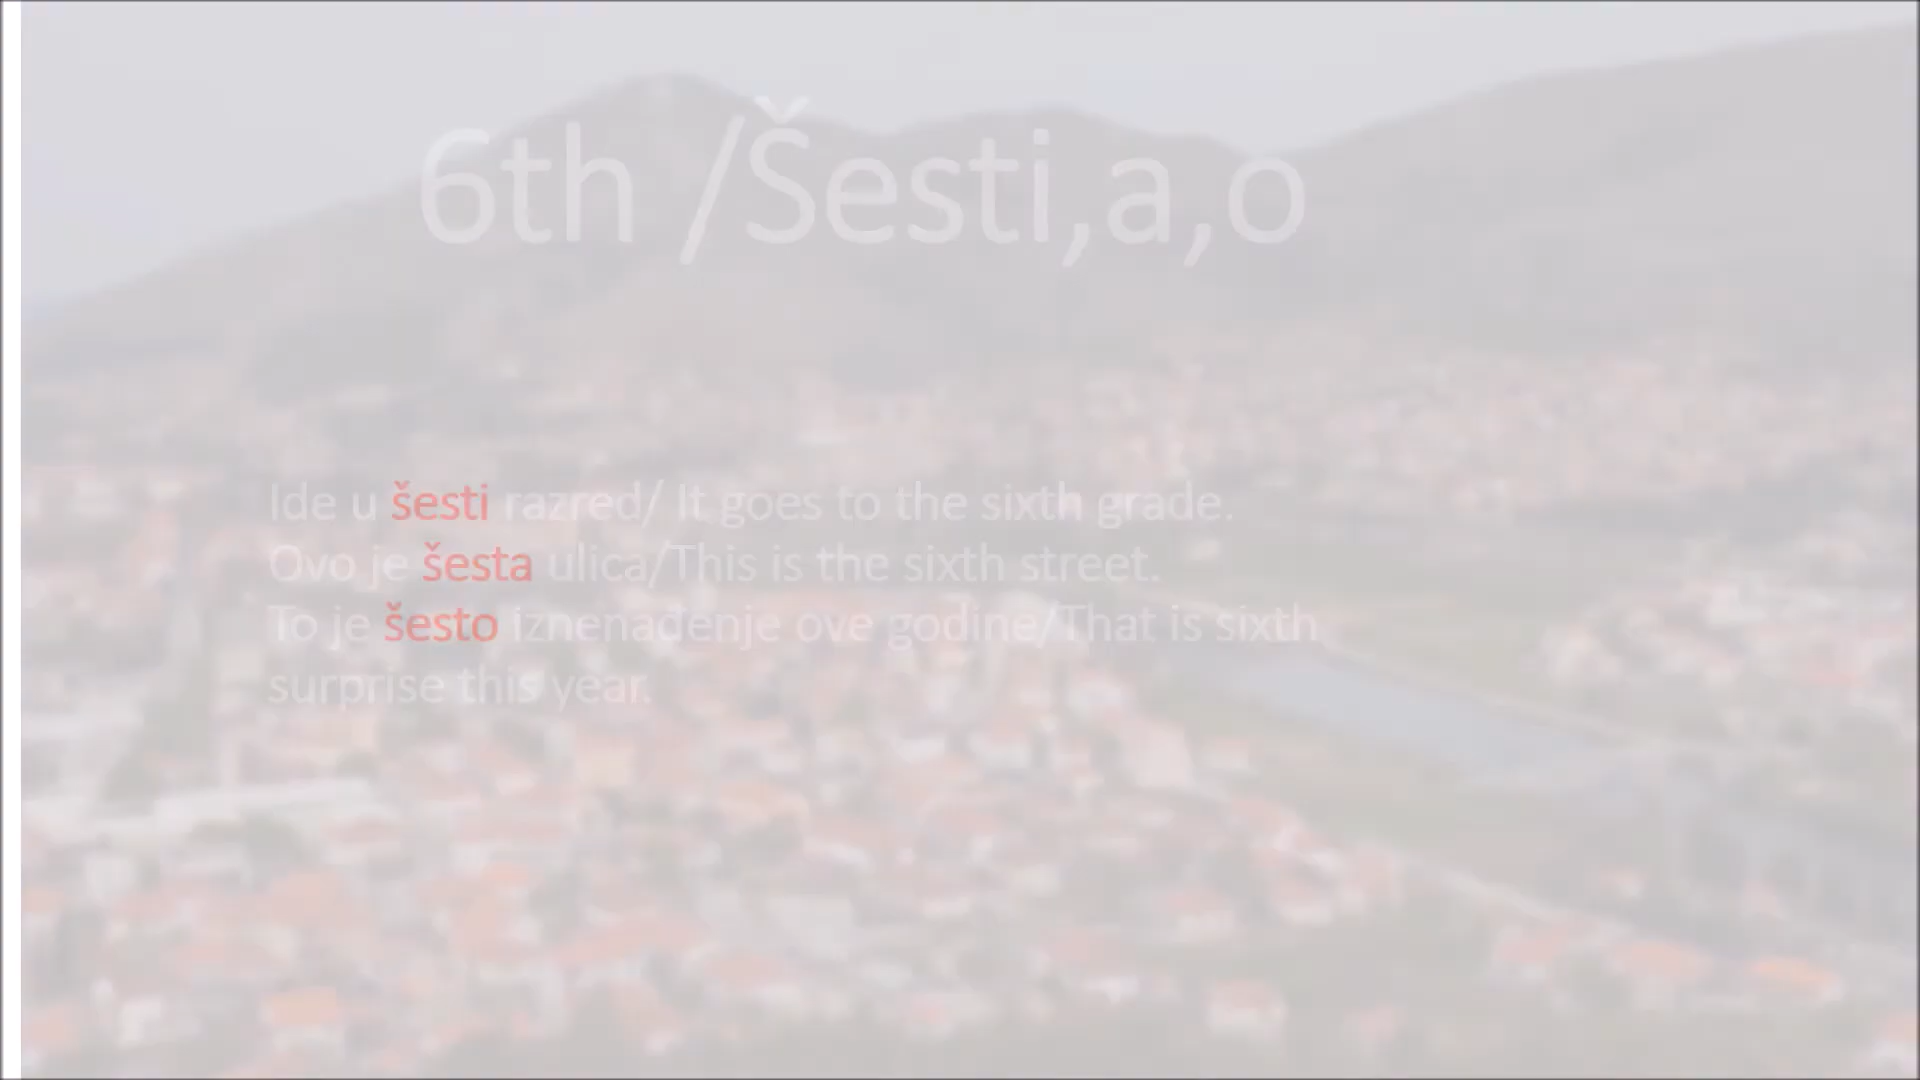 6th /Šesti,a,o
Ide u šesti razred/ It goes to the sixth grade.
Ovo je šesta ulica/This is the sixth street.
To je šesto iznenađenje ove godine/That is sixth
surprise this year.